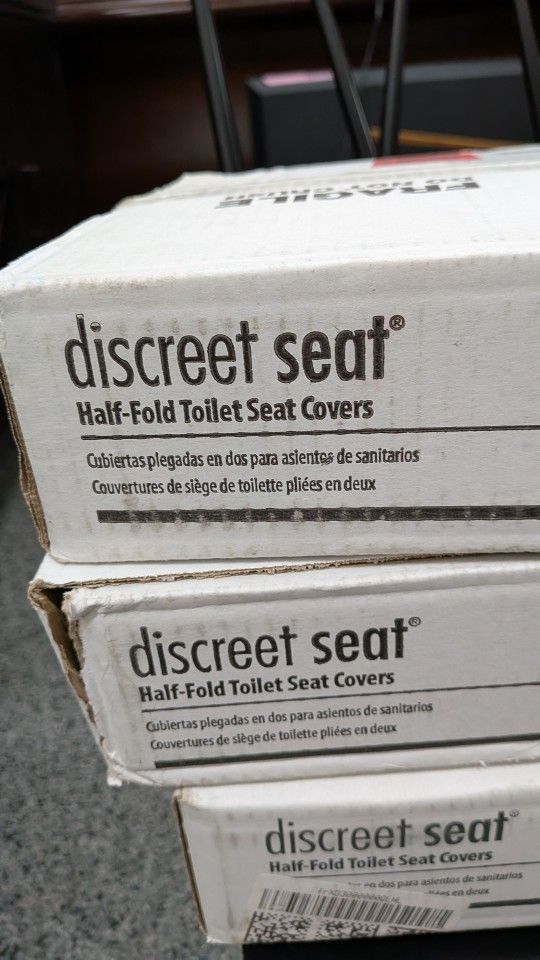 FRAGILE
DO NOT CRUSH
discreet seat®
Half-Fold Toilet Seat Covers
Cubiertas plegadas en dos para asientos de sanitarios
Couvertures de siège de toilette pliées en deux
discreet seat®
Half-Fold Toilet Seat Covers
Cubiertas plegadas en dos para asientos de sanitarios
Couvertures de siège de toilette pliées en deux
discreet seat®
Half-Fold Toilet Seat Covers
en dos para asientos de sanitarios
en deux